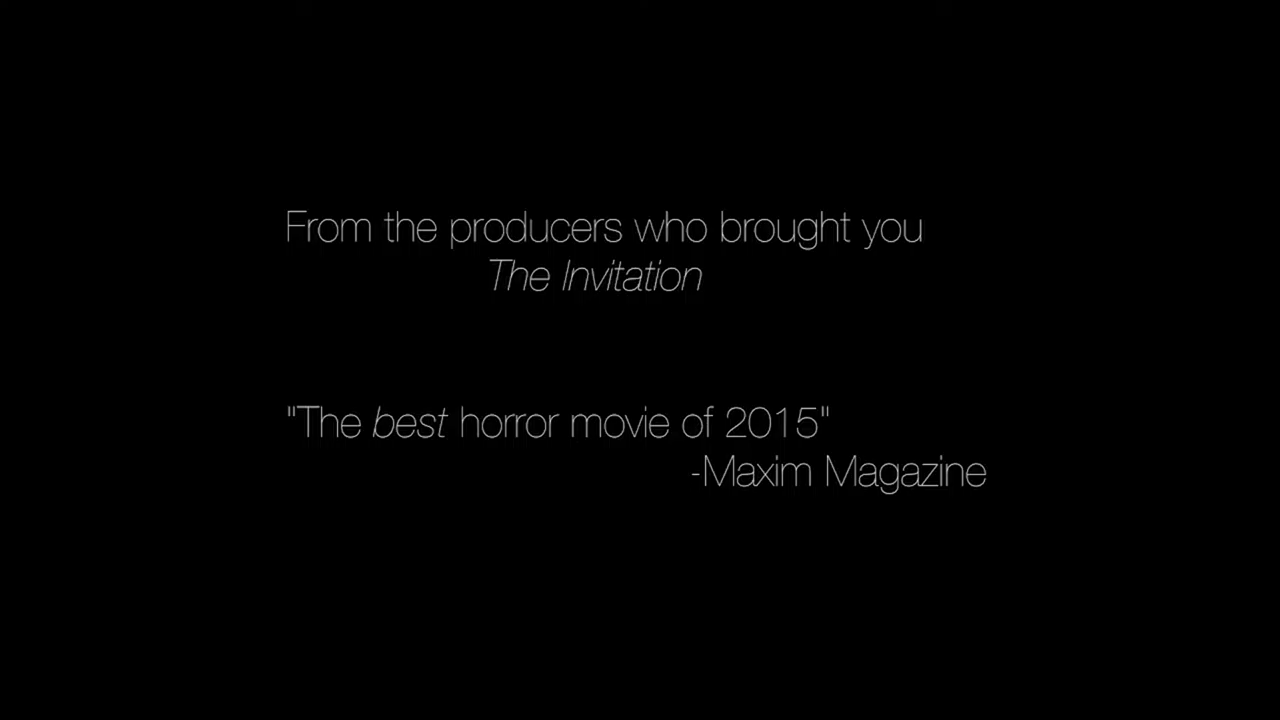 From the producers who brought you
The Invitation
"The best horror movie of 2015"
-Maxim Magazine